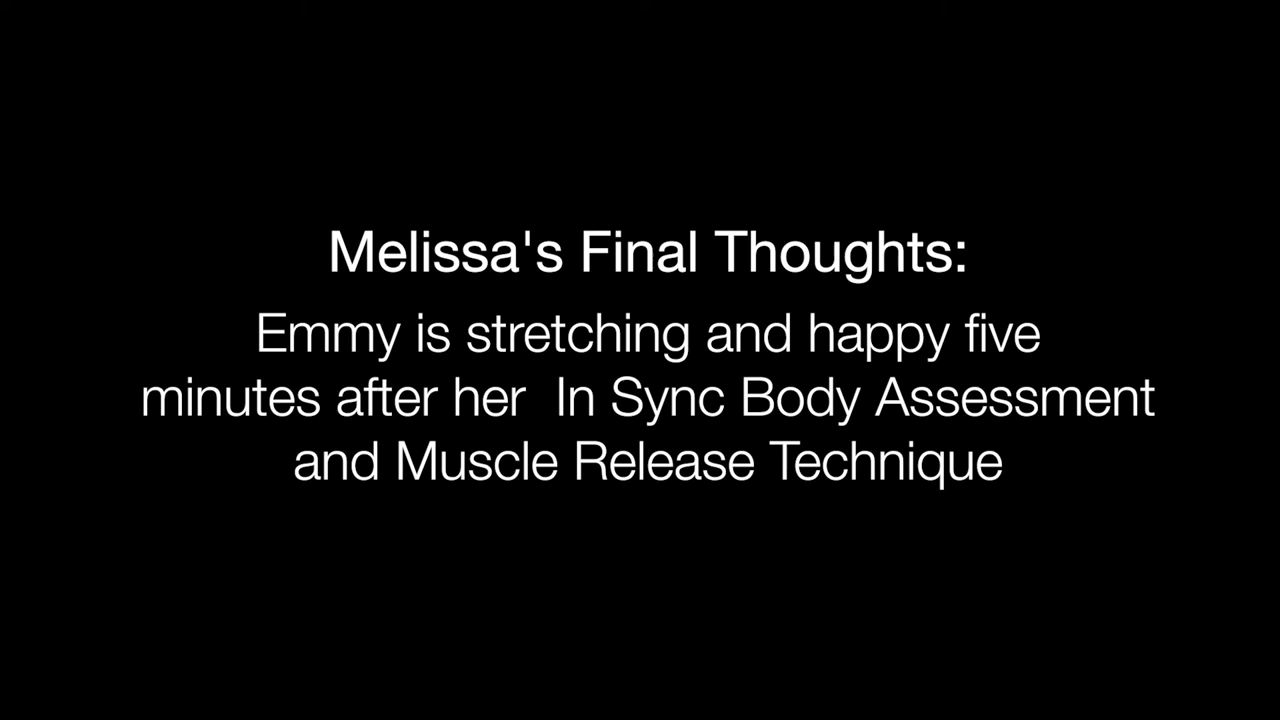 Melissa's Final Thoughts:
Emmy is stretching and happy five
minutes after her  In Sync Body Assessment
and Muscle Release Technique